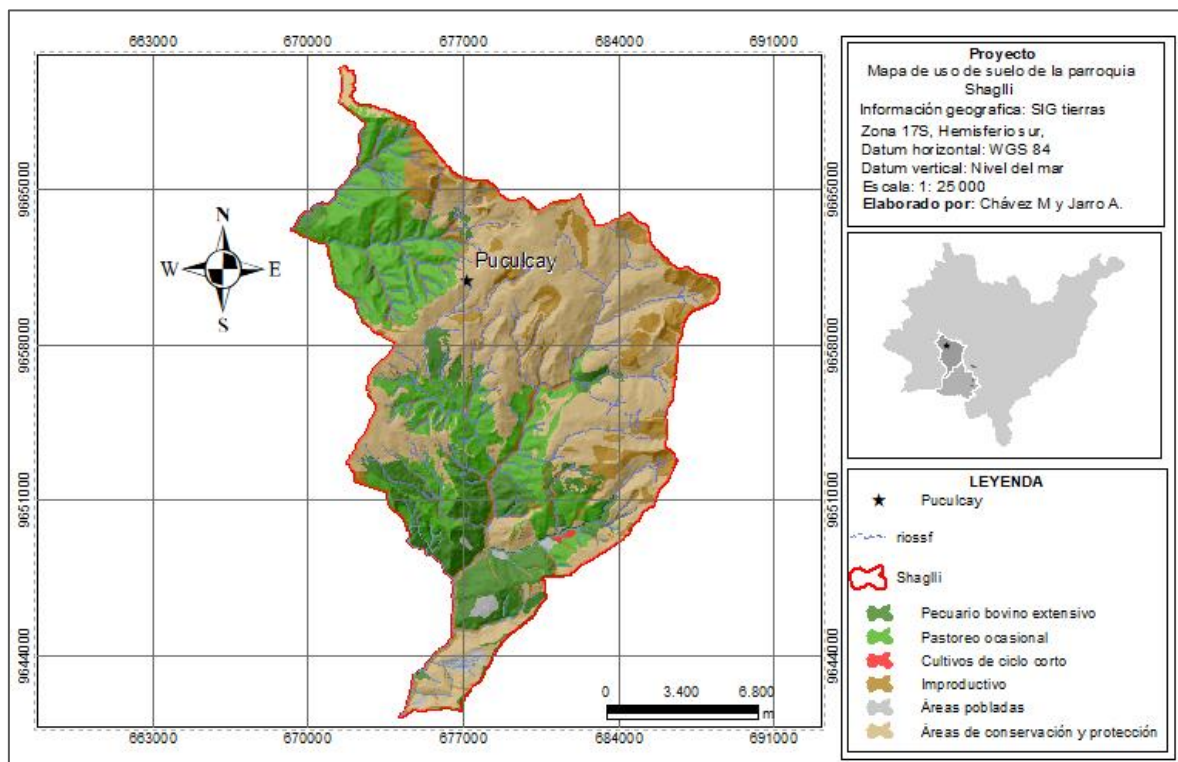 663000 670000 677000 684000 691000
9665000
9658000
9651000
9644000
9665000
9658000
9651000
9644000
N
W E
S
Puculcay
0 3.400 6.800
m
663000 670000 677000 684000 691000
Proyecto
Mapa de uso de suelo de la parroquia
Shaglli
Información geografica: SIG tierras
Zona 17S, Hemisferio sur,
Datum horizontal: WGS 84
Datum vertical: Nivel del mar
Escala: 1: 25 000
Elaborado por: Chávez M y Jarro A.
LEYENDA
Puculcay
riossf
Shaglli
Pecuario bovino extensivo
Pastoreo ocasional
Cultivos de ciclo corto
Improductivo
Áreas pobladas
Áreas de conservación y protección